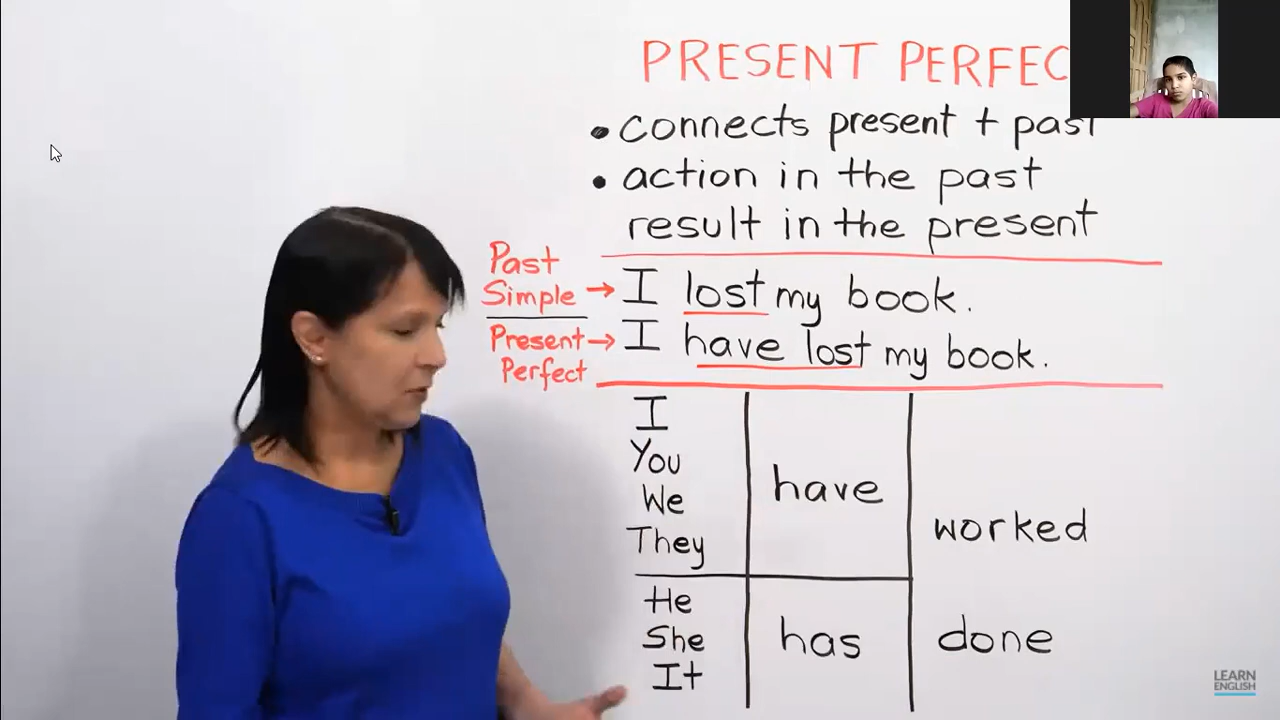 PRESENT PERFEC
• connects present + past
• action in the past
result in the present
Past
Simple → I lost my book.
Present → I have lost my book.
Perfect
I
You
We
They
have
worked
He
She
It
has
done
LEARN
ENGLISH